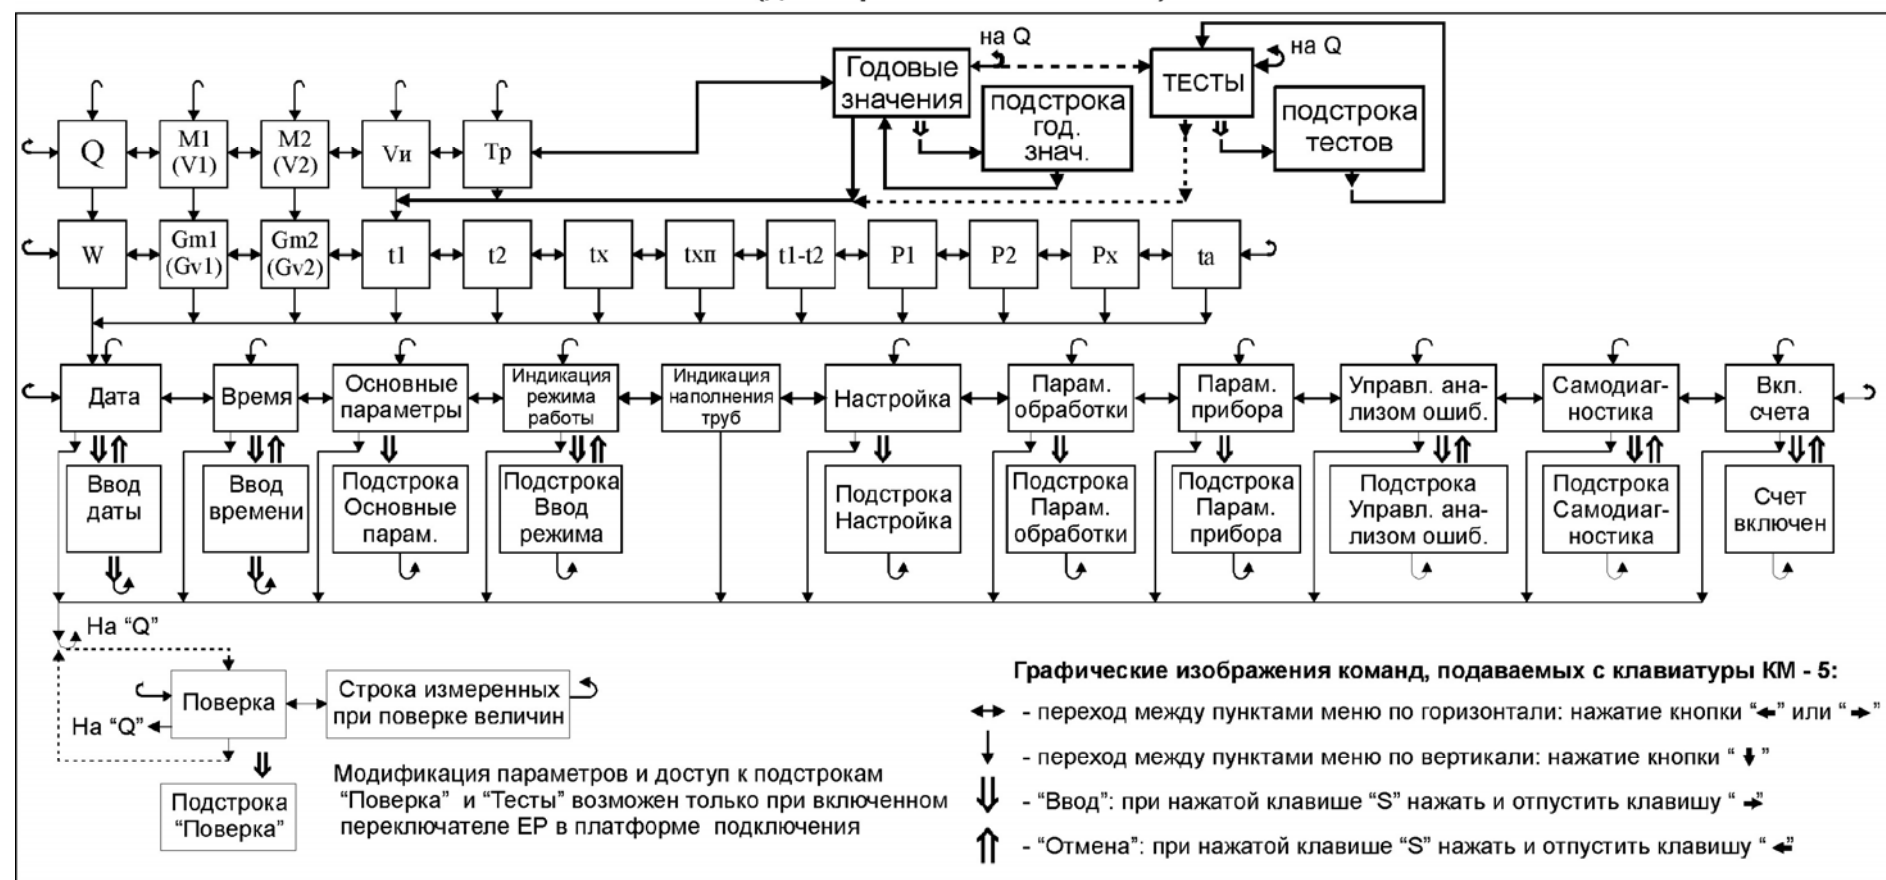 на Q
на Q
Годовые
значения
ТЕСТЫ
подстрока
год.
знач.
подстрока
тестов
Q
М1
(V1)
М2
(V2)
Vи
Тр
W
Gm1
(Gv1)
Gm2
(Gv2)
t1
t2
tx
tхп
t1-t2
P1
P2
Px
ta
Дата
Время
Основные
параметры
Индикация
режима
работы
Индикация
наполнения
труб
Настройка
Парам.
обработки
Парам.
прибора
Управл. ана-
лизом ошиб.
Самодиаг-
ностика
Вкл.
счета
Ввод
даты
Ввод
времени
Подстрока
Основные
парам.
Подстрока
Ввод
режима
Подстрока
Настройка
Подстрока
Парам.
обработки
Подстрока
Парам.
прибора
Подстрока
Управл. ана-
лизом ошиб.
Подстрока
Самодиаг-
ностика
Счет
включен
На “Q”
Поверка
Строка измеренных
при поверке величин
На “Q”
Подстрока
“Поверка”
Модификация параметров и доступ к подстрокам
“Поверка” и “Тесты” возможен только при включенном
переключателе EP в платформе подключения
Графические изображения команд, подаваемых с клавиатуры КМ - 5:
↔ - переход между пунктами меню по горизонтали: нажатие кнопки “←” или “→”
↓ - переход между пунктами меню по вертикали: нажатие кнопки “↓”
⇓ - “Ввод”: при нажатой клавише “S” нажать и отпустить клавишу “→”
⇑ - “Отмена”: при нажатой клавише “S” нажать и отпустить клавишу “←”